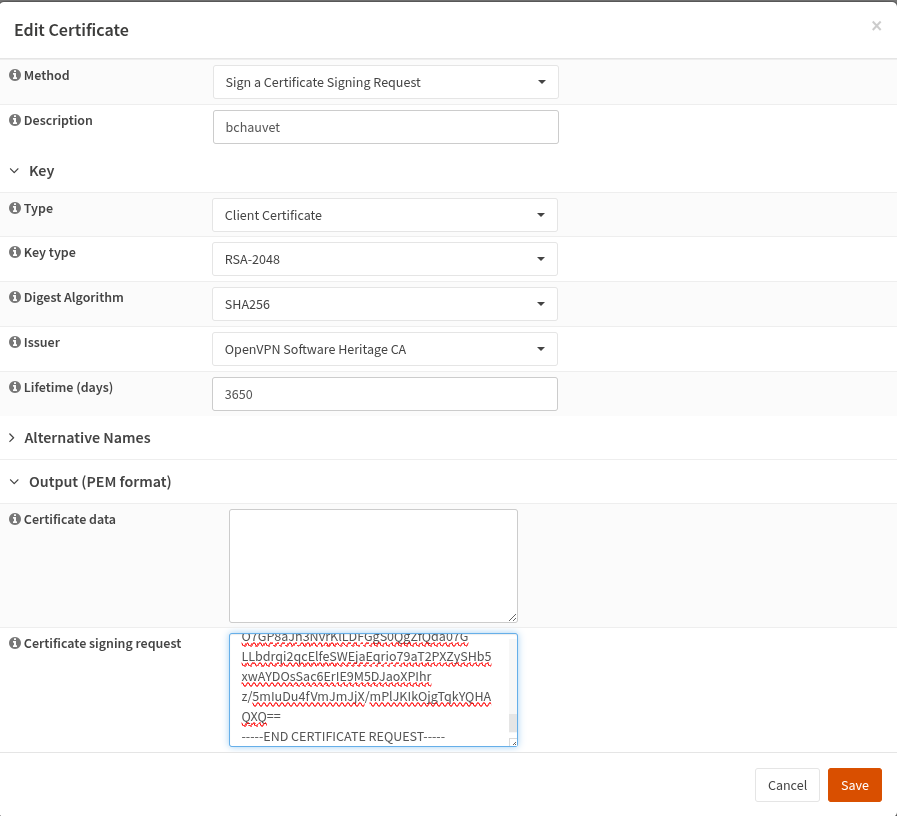 Edit Certificate
×
Method
Sign a Certificate Signing Request
Description
bchauvet
Key
Type
Client Certificate
Key type
RSA-2048
Digest Algorithm
SHA256
Issuer
OpenVPN Software Heritage CA
Lifetime (days)
3650
Alternative Names
Output (PEM format)
Certificate data
Certificate signing request
xwAYDOsSac6ErIE9M5DJaoXPIhr
z/5mIuDu4fVmJmJjX/mPlJKIkOjgTqkYQHA
QXQ==
-----END CERTIFICATE REQUEST-----
Cancel
Save